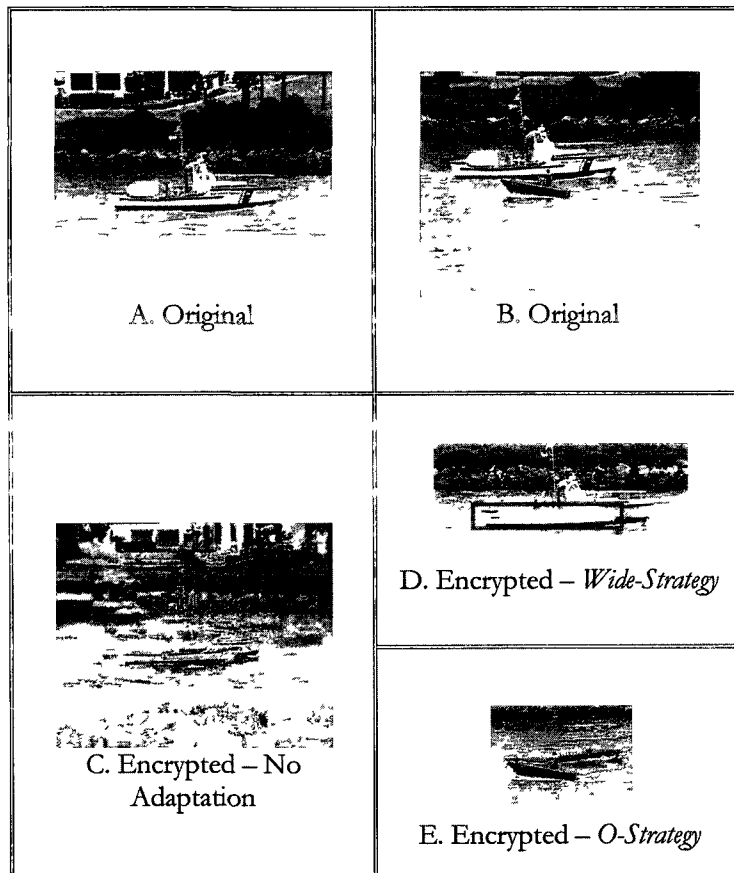 A. Original
B. Original
C. Encrypted – No
Adaptation
D. Encrypted – Wide-Strategy
E. Encrypted – O-Strategy